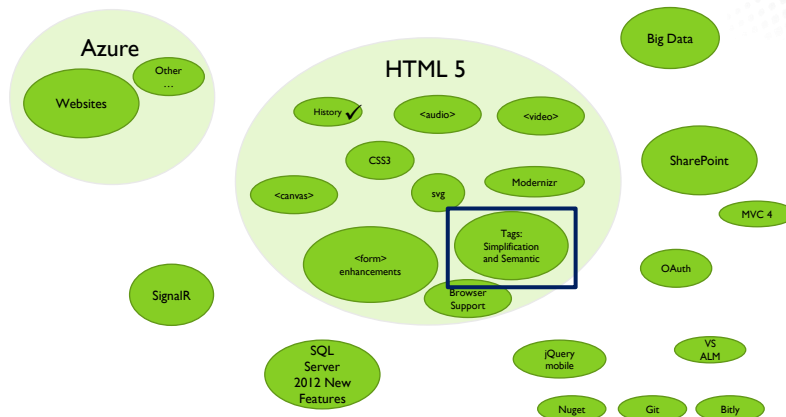 Azure
Other
…
Websites
HTML 5
History
<audio>
<video>
CSS3
Modernizr
<canvas>
svg
Tags:
Simplification
and Semantic
<form>
enhancements
Browser
Support
Big Data
SharePoint
MVC 4
OAuth
SignalR
SQL
Server
2012 New
Features
jQuery
mobile
VS
ALM
Nuget
Git
Bitly